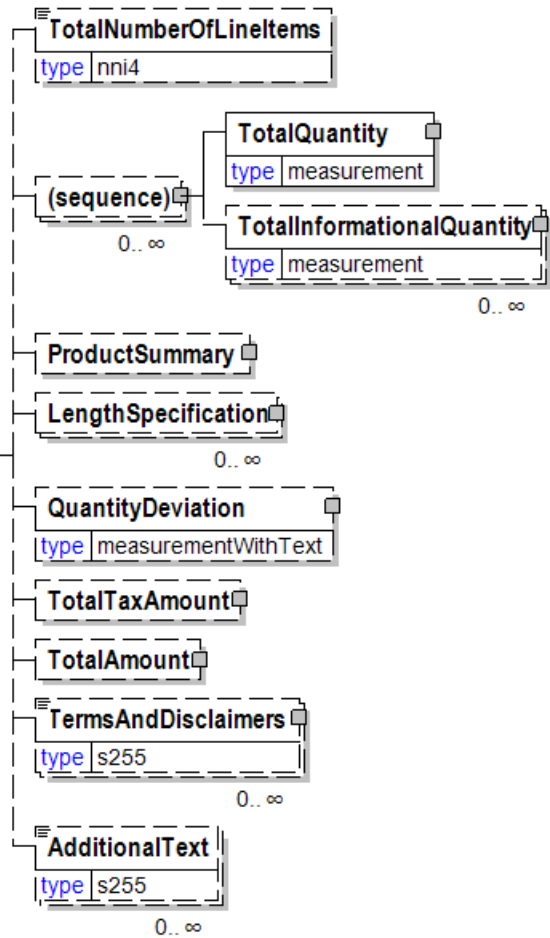 TotalNumberOfLineItems
type nni4
TotalQuantity
type measurement
(sequence)
0.. ∞
TotalInformationalQuantity
type measurement
0.. ∞
ProductSummary
LengthSpecification
0.. ∞
QuantityDeviation
type measurementWithText
TotalTaxAmount
TotalAmount
TermsAndDisclaimers
type s255
0.. ∞
AdditionalText
type s255
0.. ∞